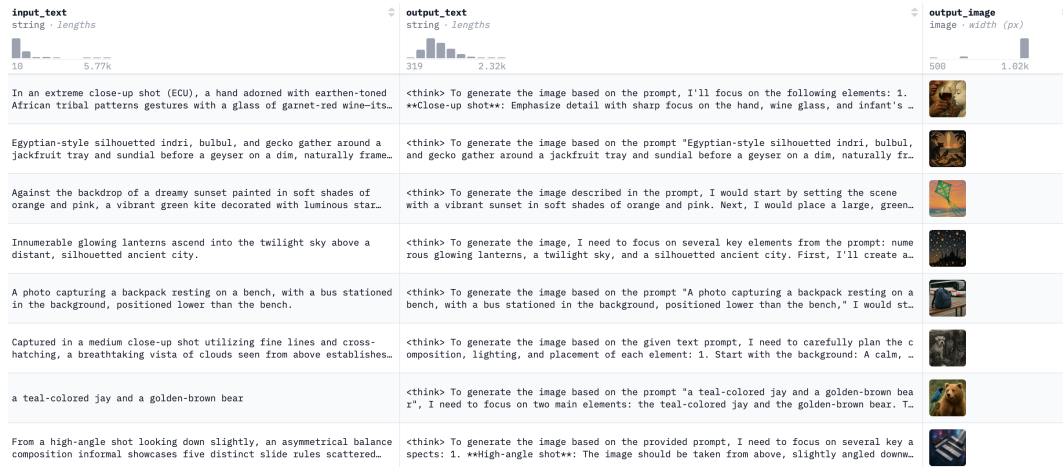 input_text
string · lengths
10 5.77k
output_text
string · lengths
319 2.32k
output_image
image · width (px)
500 1.02k
In an extreme close-up shot (ECU), a hand adorned with earthen-toned
African tribal patterns gestures with a glass of garnet-red wine—its…
<think> To generate the image based on the prompt, I'll focus on the following elements: 1.
**Close-up shot**: Emphasize detail with sharp focus on the hand, wine glass, and infant's …
Egyptian-style silhouetted indri, bulbul, and gecko gather around a
jackfruit tray and sundial before a geyser on a dim, naturally frame…
<think> To generate the image based on the prompt "Egyptian-style silhouetted indri, bulbul,
and gecko gather around a jackfruit tray and sundial before a geyser on a dim, naturally fr…
Against the backdrop of a dreamy sunset painted in soft shades of
orange and pink, a vibrant green kite decorated with luminous star…
<think> To generate the image described in the prompt, I would start by setting the scene
with a vibrant sunset in soft shades of orange and pink. Next, I would place a large, green…
Innumerable glowing lanterns ascend into the twilight sky above a
distant, silhouetted ancient city.
<think> To generate the image, I need to focus on several key elements from the prompt: nume
rous glowing lanterns, a twilight sky, and a silhouetted ancient city. First, I'll create a…
A photo capturing a backpack resting on a bench, with a bus stationed
in the background, positioned lower than the bench.
<think> To generate the image based on the prompt "A photo capturing a backpack resting on a
bench, with a bus stationed in the background, positioned lower than the bench," I would st…
Captured in a medium close-up shot utilizing fine lines and cross-
hatching, a breathtaking vista of clouds seen from above establishes…
<think> To generate the image based on the given text prompt, I need to carefully plan the c
omposition, lighting, and placement of each element: 1. Start with the background: A calm, …
a teal-colored jay and a golden-brown bear
<think> To generate the image based on the prompt "a teal-colored jay and a golden-brown bea
r", I need to focus on two main elements: the teal-colored jay and the golden-brown bear. T…
From a high-angle shot looking down slightly, an asymmetrical balance
composition informal showcases five distinct slide rules scattered…
<think> To generate the image based on the provided prompt, I need to focus on several key a
spects: 1. **High-angle shot**: The image should be taken from above, slightly angled downw…